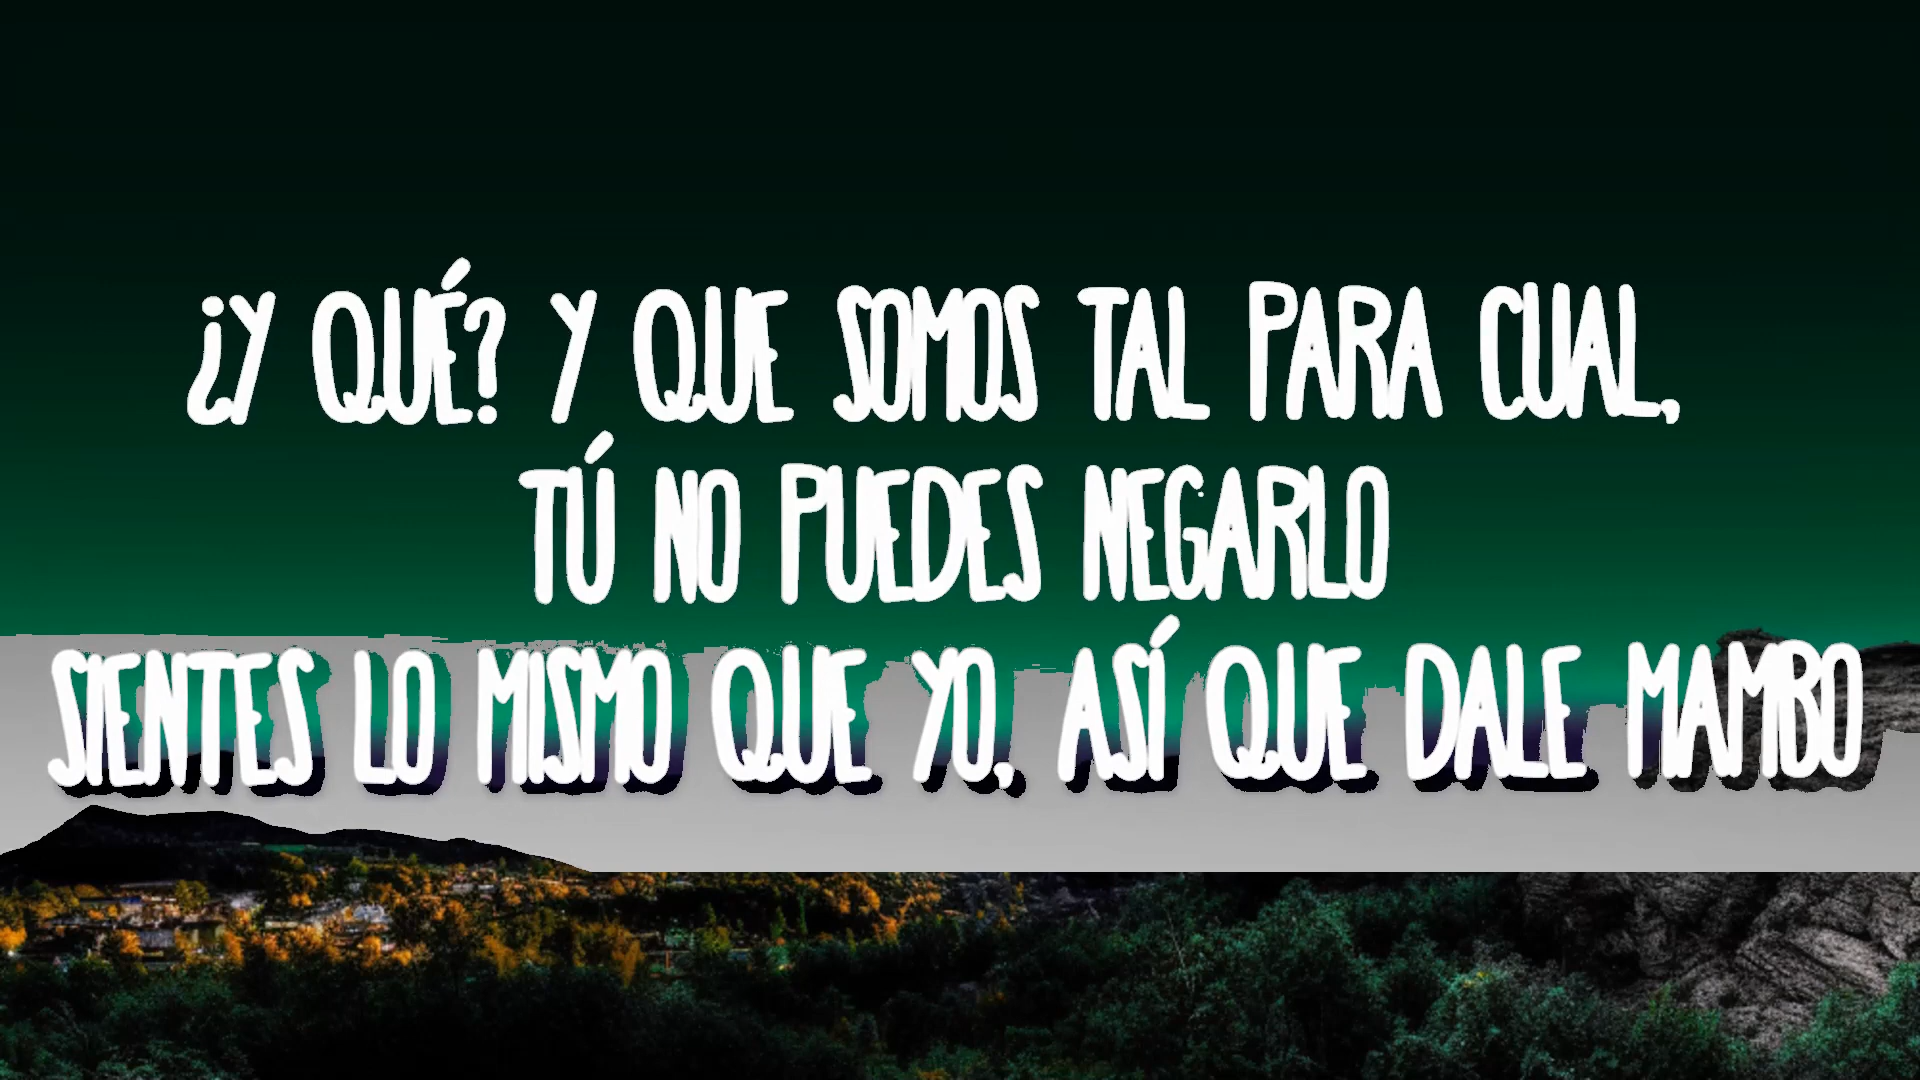 ¿Y QUÉ? Y QUE SOMOS TAL PARA CUAL,
TÚ NO PUEDES NEGARLO
SIENTES LO MISMO QUE YO, ASÍ QUE DALE MAMBO